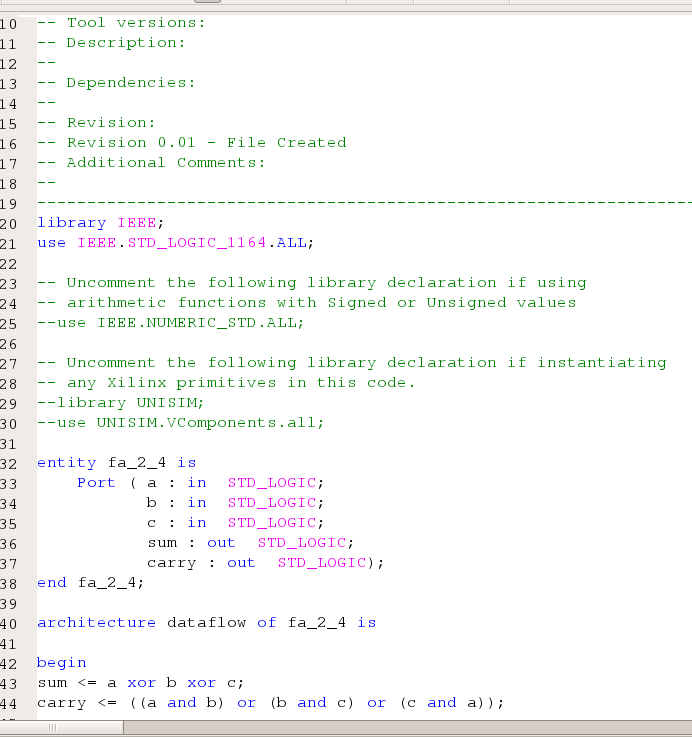 10 -- Tool versions:
11 -- Description:
12 --
13 -- Dependencies:
14 --
15 -- Revision:
16 -- Revision 0.01 - File Created
17 -- Additional Comments:
18 --
19 ------------------------------------------------------------------
20 library IEEE;
21 use IEEE.STD_LOGIC_1164.ALL;
22
23 -- Uncomment the following library declaration if using
24 -- arithmetic functions with Signed or Unsigned values
25 --use IEEE.NUMERIC_STD.ALL;
26
27 -- Uncomment the following library declaration if instantiating
28 -- any Xilinx primitives in this code.
29 --library UNISIM;
30 --use UNISIM.VComponents.all;
31
32 entity fa_2_4 is
33     Port ( a : in  STD_LOGIC;
34            b : in  STD_LOGIC;
35            c : in  STD_LOGIC;
36            sum : out  STD_LOGIC;
37            carry : out  STD_LOGIC);
38 end fa_2_4;
39
40 architecture dataflow of fa_2_4 is
41
42 begin
43 sum <= a xor b xor c;
44 carry <= ((a and b) or (b and c) or (c and a));